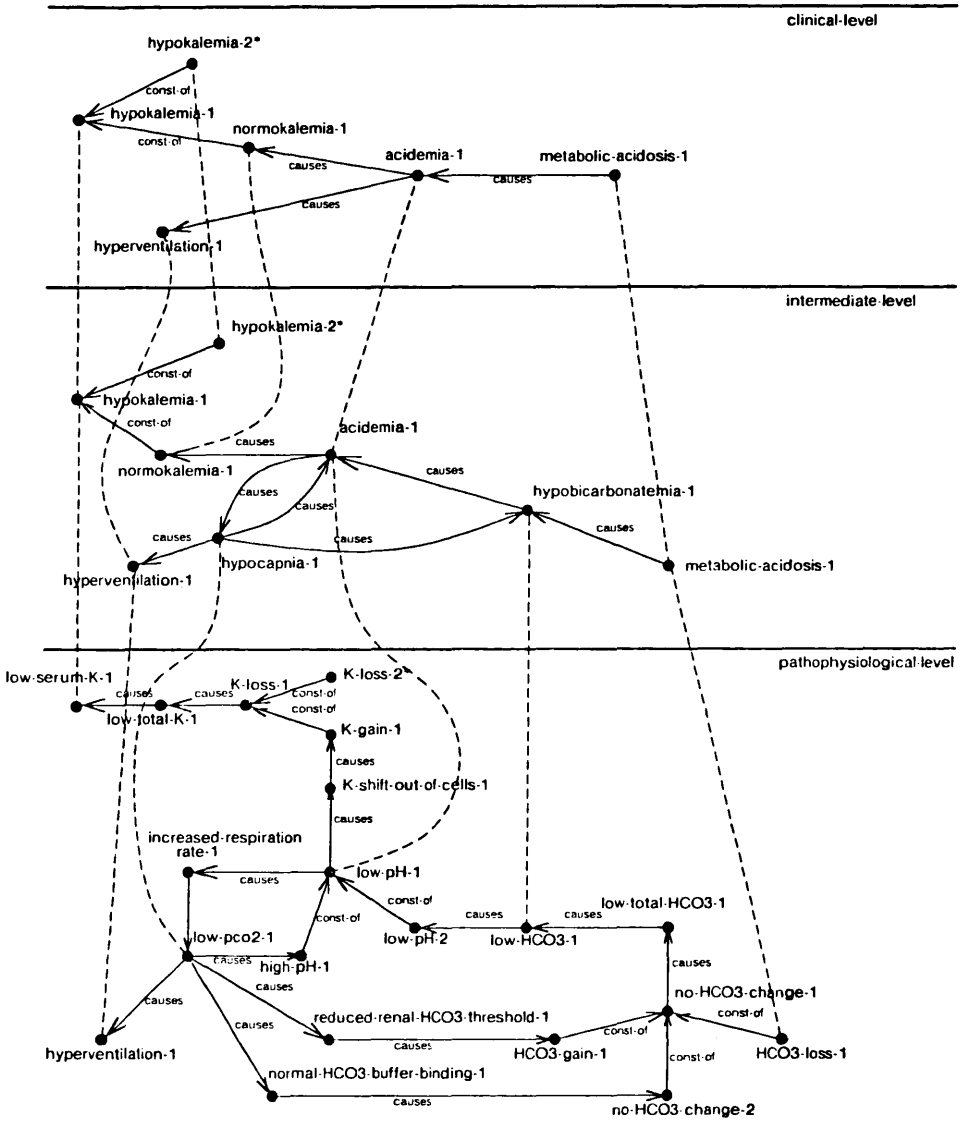 clinical-level
hypokalemia-2*
const-of
hypokalemia-1
normokalemia-1
const-of
acidemia-1
metabolic-acidosis-1
causes
causes
causes
hyperventilation-1
intermediate-level
hypokalemia-2*
const-of
hypokalemia-1
const-of
acidemia-1
causes
normokalemia-1
causes
hypobicarbonatemia-1
causes
causes
causes
causes
causes
hypocapnia-1
hyperventilation-1
metabolic-acidosis-1
pathophysiological-level
low-serum-K-1
K-loss-2*
K-loss-1
causes
causes
const-of
low-total-K-1
const-of
K-gain-1
causes
K-shift-out-of-cells-1
causes
increased-respiration
rate-1
low-pH-1
causes
low-total-HCO3-1
const-of
causes
causes
const-of
low-pH-2
low-HCO3-1
low-pco2-1
causes
high-pH-1
causes
causes
no-HCO3-change-1
causes
reduced-renal-HCO3-threshold-1
const-of
causes
const-of
causes
hyperventilation-1
HCO3-gain-1
HCO3-loss-1
const-of
normal-HCO3-buffer-binding-1
causes
no-HCO3-change-2